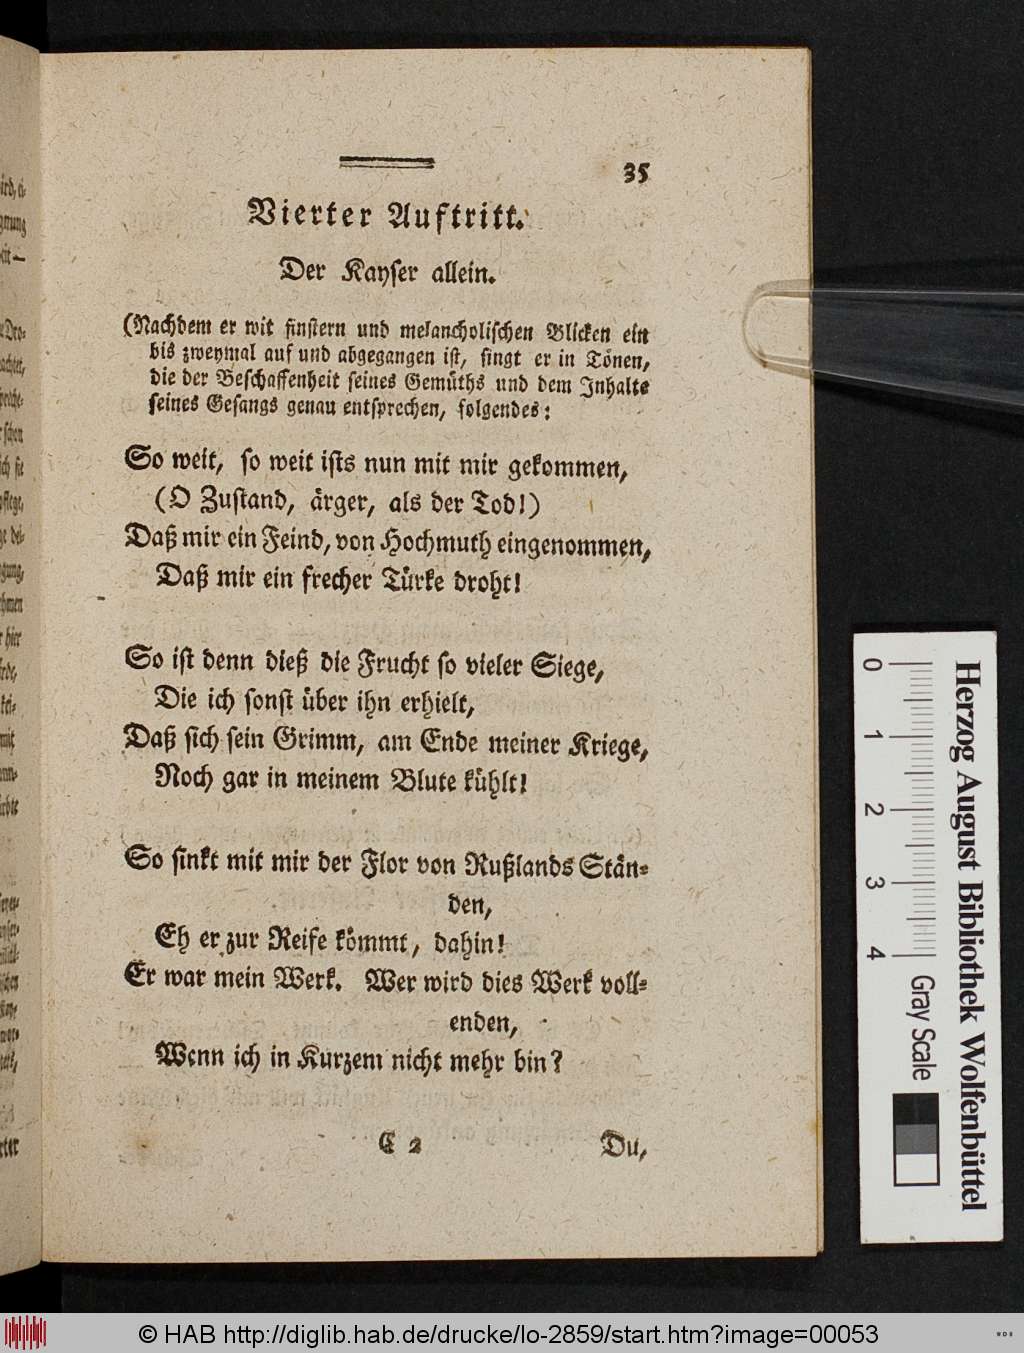 35
Vierter Auftritt.
Der Kayser allein.
(Nachdem er wit finstern und melancholischen Blicken ein
bis zweymal auf und abgegangen ist, singt er in Tönen,
die der Beschaffenheit seines Gemüths und dem Inhalte
seines Gesangs genau entsprechen, folgendes:
So weit, so weit ists nun mit mir gekommen,
(O Zustand, ärger, als der Tod!)
Daß mir ein Feind, von Hochmuth eingenommen,
Daß mir ein frecher Türke droht!
So ist denn dieß die Frucht so vieler Siege,
Die ich sonst über ihn erhielt,
Daß sich sein Grimm, am Ende meiner Kriege,
Noch gar in meinem Blute kühlt!
So sinkt mit mir der Flor von Rußlands Stän-
den,
Eh er zur Reife kömmt, dahin!
Er war mein Werk. Wer wird dies Werk voll-
enden,
Wenn ich in Kurzem nicht mehr bin?
C 2 Du,
0 1 2 3 4
Gray Scale
Herzog August Bibliothek Wolfenbüttel
© HAB http://diglib.hab.de/drucke/lo-2859/start.htm?image=00053